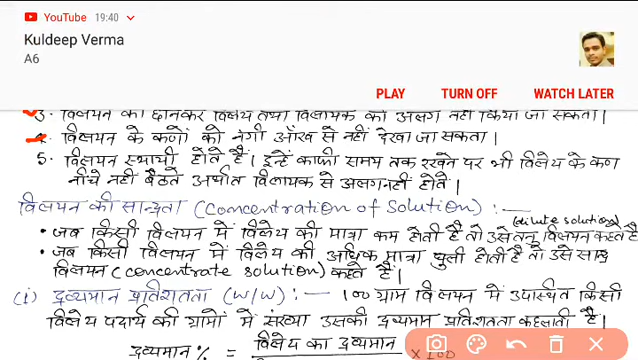 YouTube 19:40
Kuldeep Verma
A6
PLAY TURN OFF WATCH LATER
3. विलयन को छानकर विलेय तथा विलायक को अलग नहीं किया जा सकता।
4. विलयन के कणों को नंगी आँख से नहीं देखा जा सकता।
5. विलयन स्थायी होते है। इन्हें काफी समय तक रखने पर भी विलेय के कण
नीचे नहीं बैठते अर्थात विलायक से अलग नहीं होते।
विलयन की सान्द्रता (Concentration of Solution) :—
(dilute solution)
• जब किसी विलयन में विलेय की मात्रा कम होती है तो उसे तनु विलयन कहते हैं
• जब किसी विलयन में विलेय की अधिक मात्रा घुली होती है तो उसे सान्द्र
विलयन (concentrate solution) कहते हैं।
(i) द्रव्यमान प्रतिशतता (W/W) :— 100 ग्राम विलयन में उपस्थित किसी
विलेय पदार्थ की ग्रामों में संख्या उसकी द्रव्यमान प्रतिशतता कहलाती है।
द्रव्यमान % = विलेय का द्रव्यमान × 100